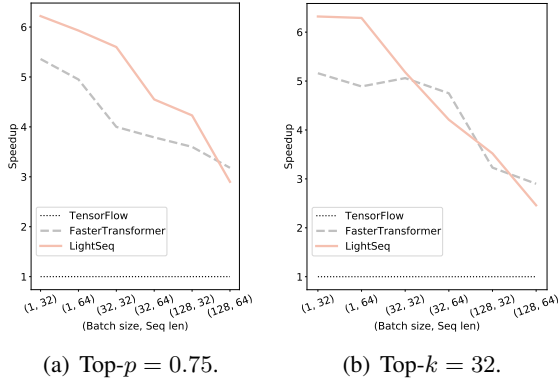 6
5
4
3
2
1
Speedup
TensorFlow
FasterTransformer
LightSeq
(1, 32)
(1, 64)
(32, 32)
(32, 64)
(128, 32)
(128, 64)
(Batch size, Seq len)
(a) Top-p = 0.75.
6
5
4
3
2
1
Speedup
TensorFlow
FasterTransformer
LightSeq
(1, 32)
(1, 64)
(32, 32)
(32, 64)
(128, 32)
(128, 64)
(Batch size, Seq len)
(b) Top-k = 32.